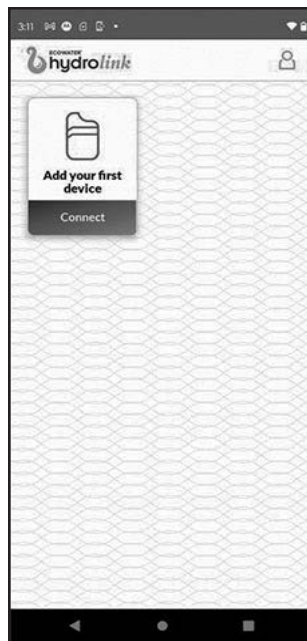 3:11
ECOWATER
hydrolink
Add your first
device
Connect